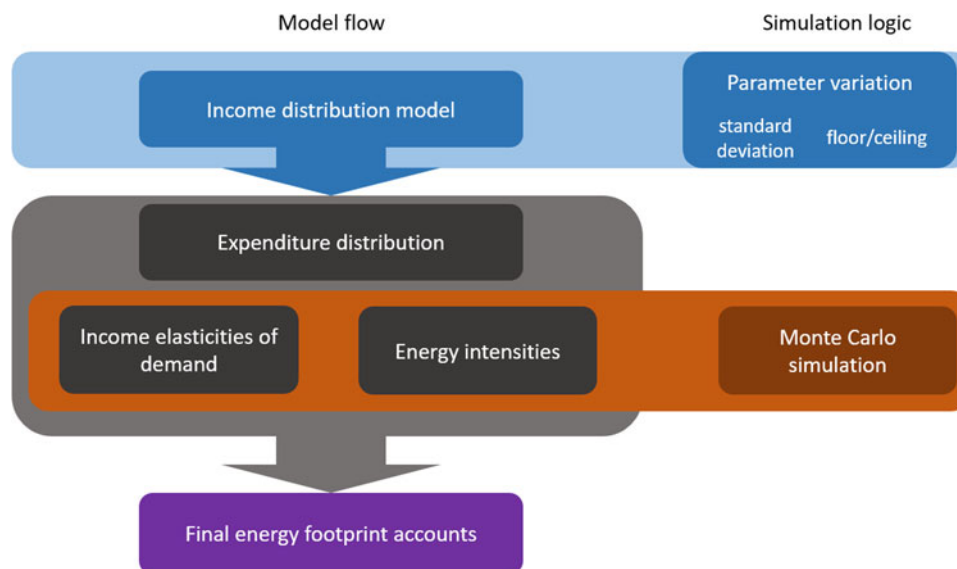 Model flow
Simulation logic
Income distribution model
Parameter variation
standard
deviation
floor/ceiling
Expenditure distribution
Income elasticities of
demand
Energy intensities
Monte Carlo
simulation
Final energy footprint accounts